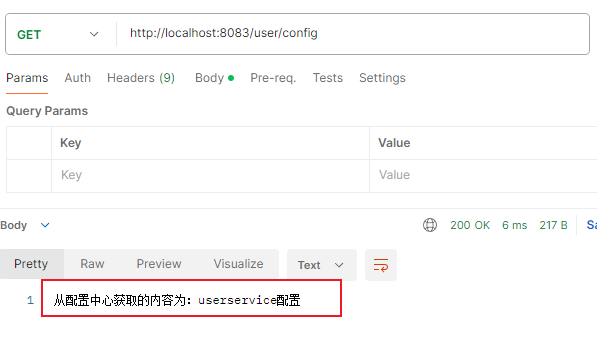 GET http://localhost:8083/user/config
Params Auth Headers (9) Body Pre-req. Tests Settings
Query Params
Key Value
Key Value
Body 200 OK 6 ms 217 B Sa
Pretty Raw Preview Visualize Text
1 从配置中心获取的内容为：userservice配置